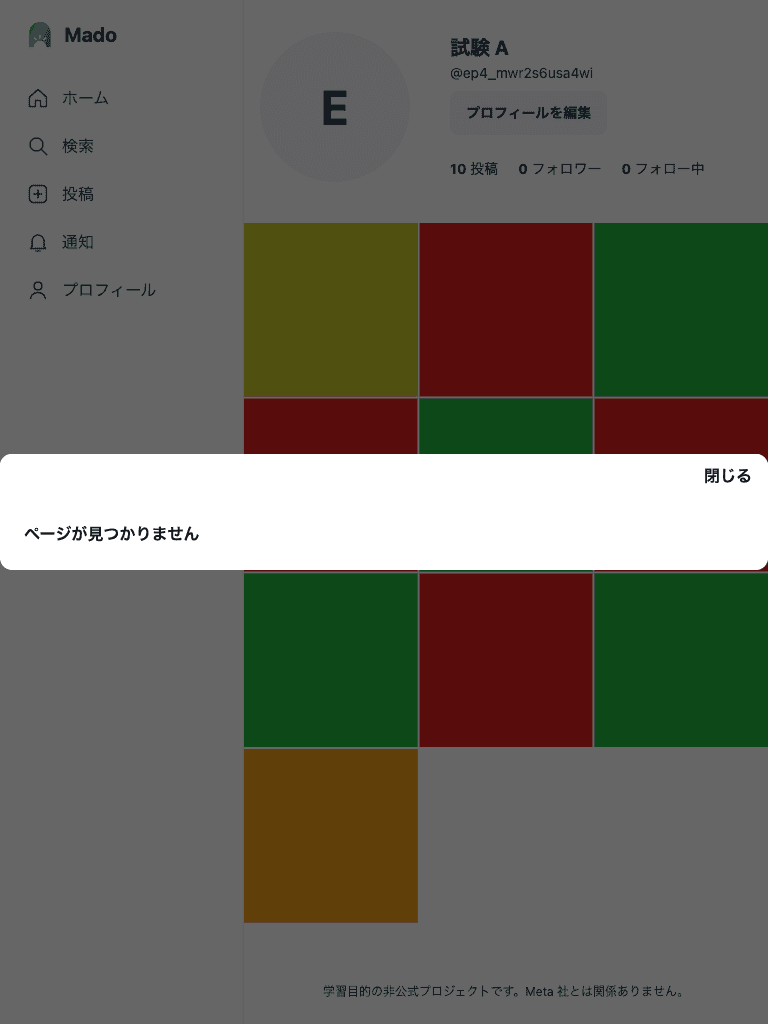 Mado
ホーム
検索
投稿
通知
プロフィール
E
試験 A
@ep4_mwr2s6usa4wi
プロフィールを編集
10 投稿 0 フォロワー 0 フォロー中
閉じる
ページが見つかりません
学習目的の非公式プロジェクトです。Meta 社とは関係ありません。